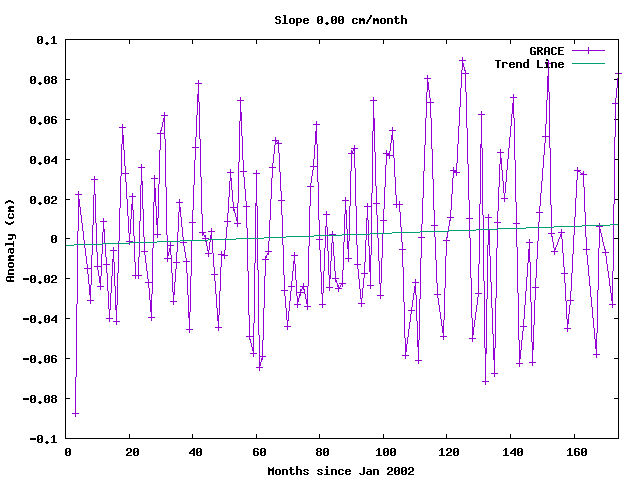 Slope 0.00 cm/month
GRACE
Trend Line
0.1
0.08
0.06
0.04
0.02
0
-0.02
-0.04
-0.06
-0.08
-0.1
Anomaly (cm)
0 20 40 60 80 100 120 140 160
Months since Jan 2002